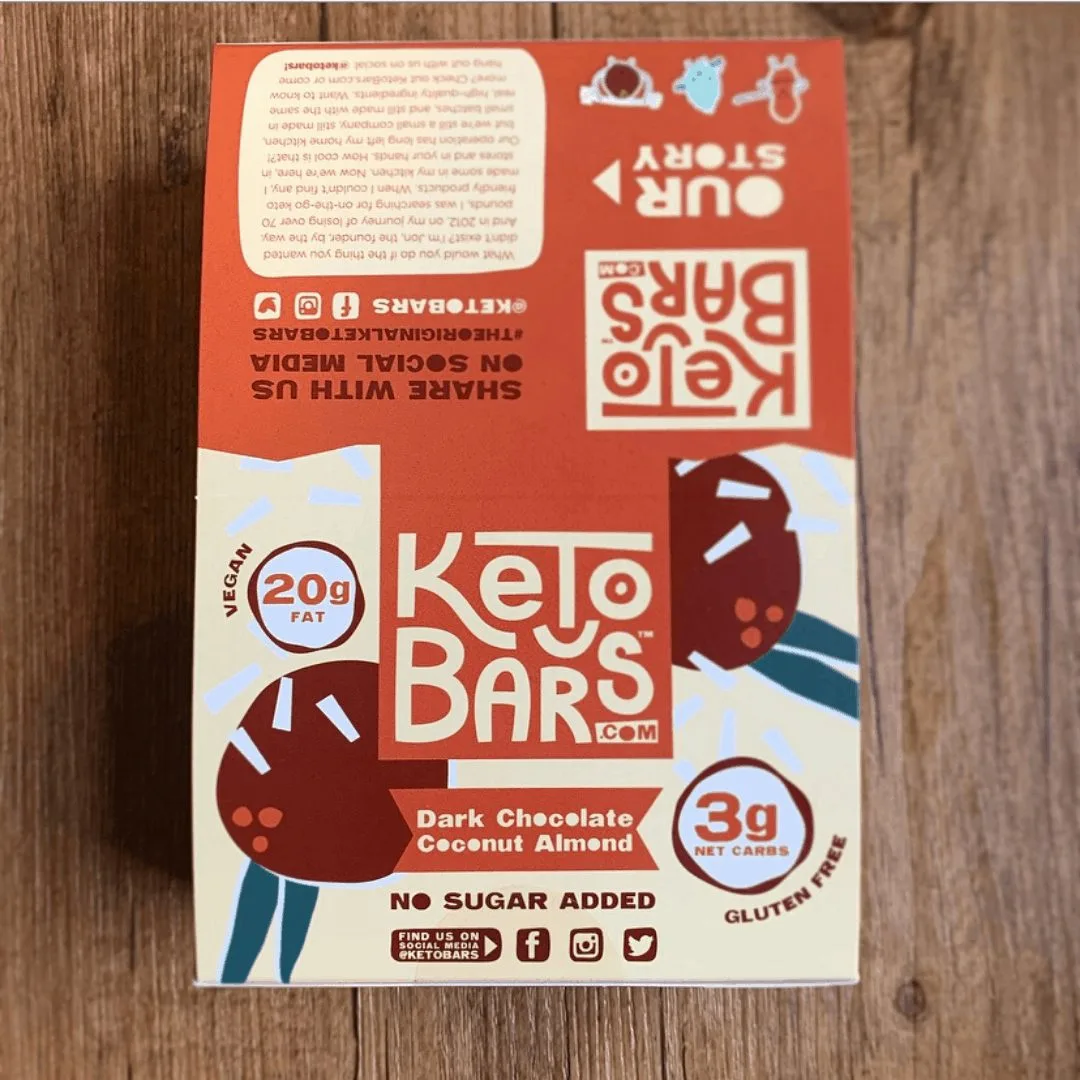 What would you do if the thing you wanted
didn't exist? I'm Jon, the founder, by the way.
And in 2012, on my journey of losing over 70
pounds, I was searching for on-the-go keto
friendly products. When I couldn't find any, I
made some in my kitchen. Now we're here, in
stores and in your hands. How cool is that?!
Our operation has long left my home kitchen,
but we're still a small company, still made in
small batches, and still made with the same
real, high-quality ingredients. Want to know
more? Check out KetoBars.com or come
hang out with us on social @ketobars!
OUR
STORY
KeTo
BARS™
.COM
SHARE WITH US
ON SOCIAL MEDIA
#THEORIGINALKETOBARS
@KETOBARS
VEGAN
20g
FAT
KeTo
BARS™
.COM
Dark Chocolate
Coconut Almond
3g
NET CARBS
GLUTEN FREE
NO SUGAR ADDED
FIND US ON
SOCIAL MEDIA
@KETOBARS